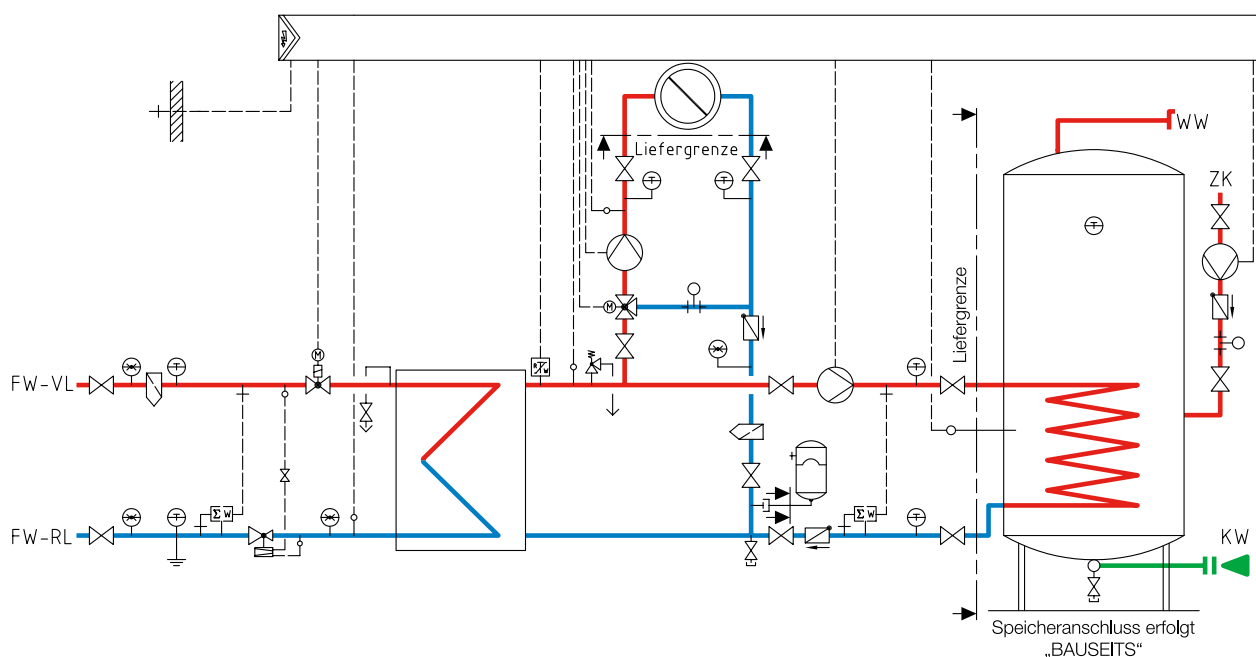 Liefergrenze
WW
ZK
T
T
T
Liefergrenze
M
M
FW-VL
T
R/W
W
T
FW-RL
T
Σ W
Σ W
T
KW
Speicheranschluss erfolgt
„BAUSEITS“